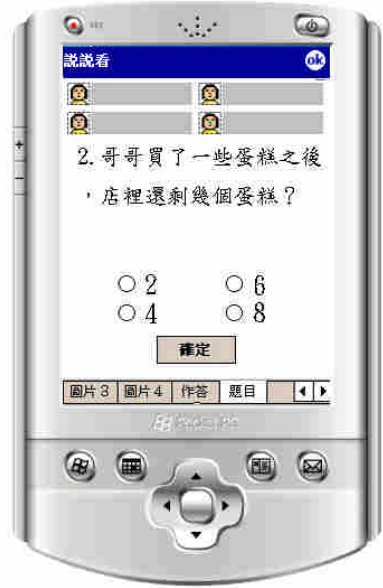 說說看
ok
2. 哥哥買了一些蛋糕之後
，店裡還剩幾個蛋糕？
2 6
4 8
確定
圖片 3 圖片 4 作答 題目